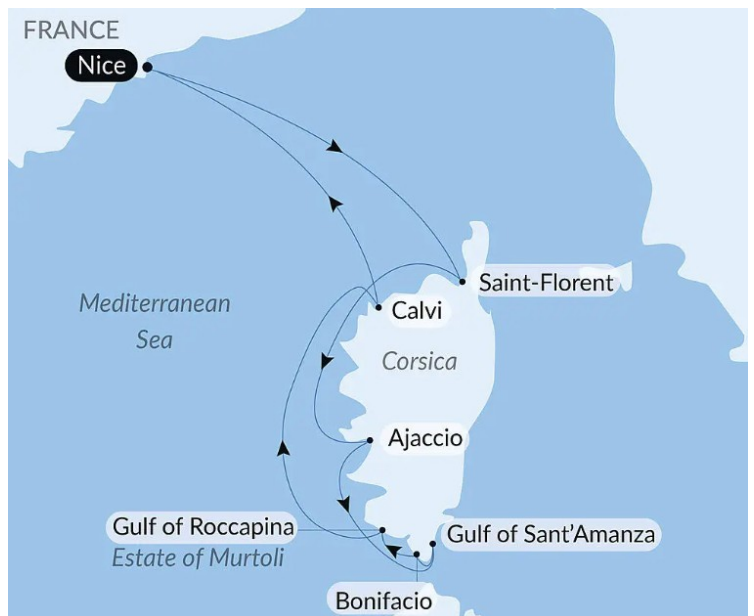 FRANCE
Nice
Saint-Florent
Mediterranean
Sea
Calvi
Corsica
Ajaccio
Gulf of Roccapina
Estate of Murtoli
Gulf of Sant'Amanza
Bonifacio